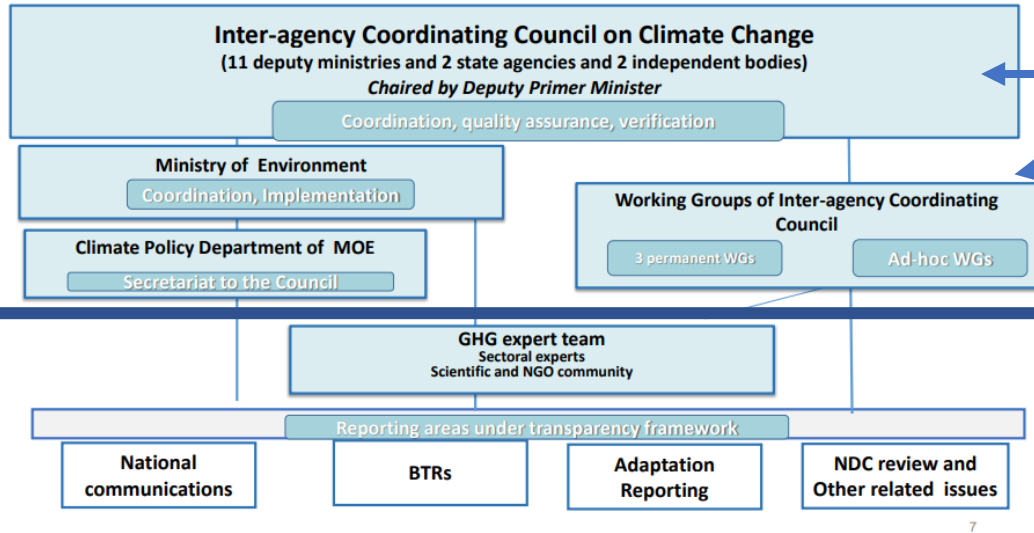 Inter-agency Coordinating Council on Climate Change
(11 deputy ministries and 2 state agencies and 2 independent bodies)
Chaired by Deputy Primer Minister
Coordination, quality assurance, verification
Ministry of Environment
Coordination, Implementation
Climate Policy Department of MOE
Secretariat to the Council
Working Groups of Inter-agency Coordinating
Council
3 permanent WGs
Ad-hoc WGs
GHG expert team
Sectoral experts
Scientific and NGO community
Reporting areas under transparency framework
National
communications
BTRs
Adaptation
Reporting
NDC review and
Other related issues
7